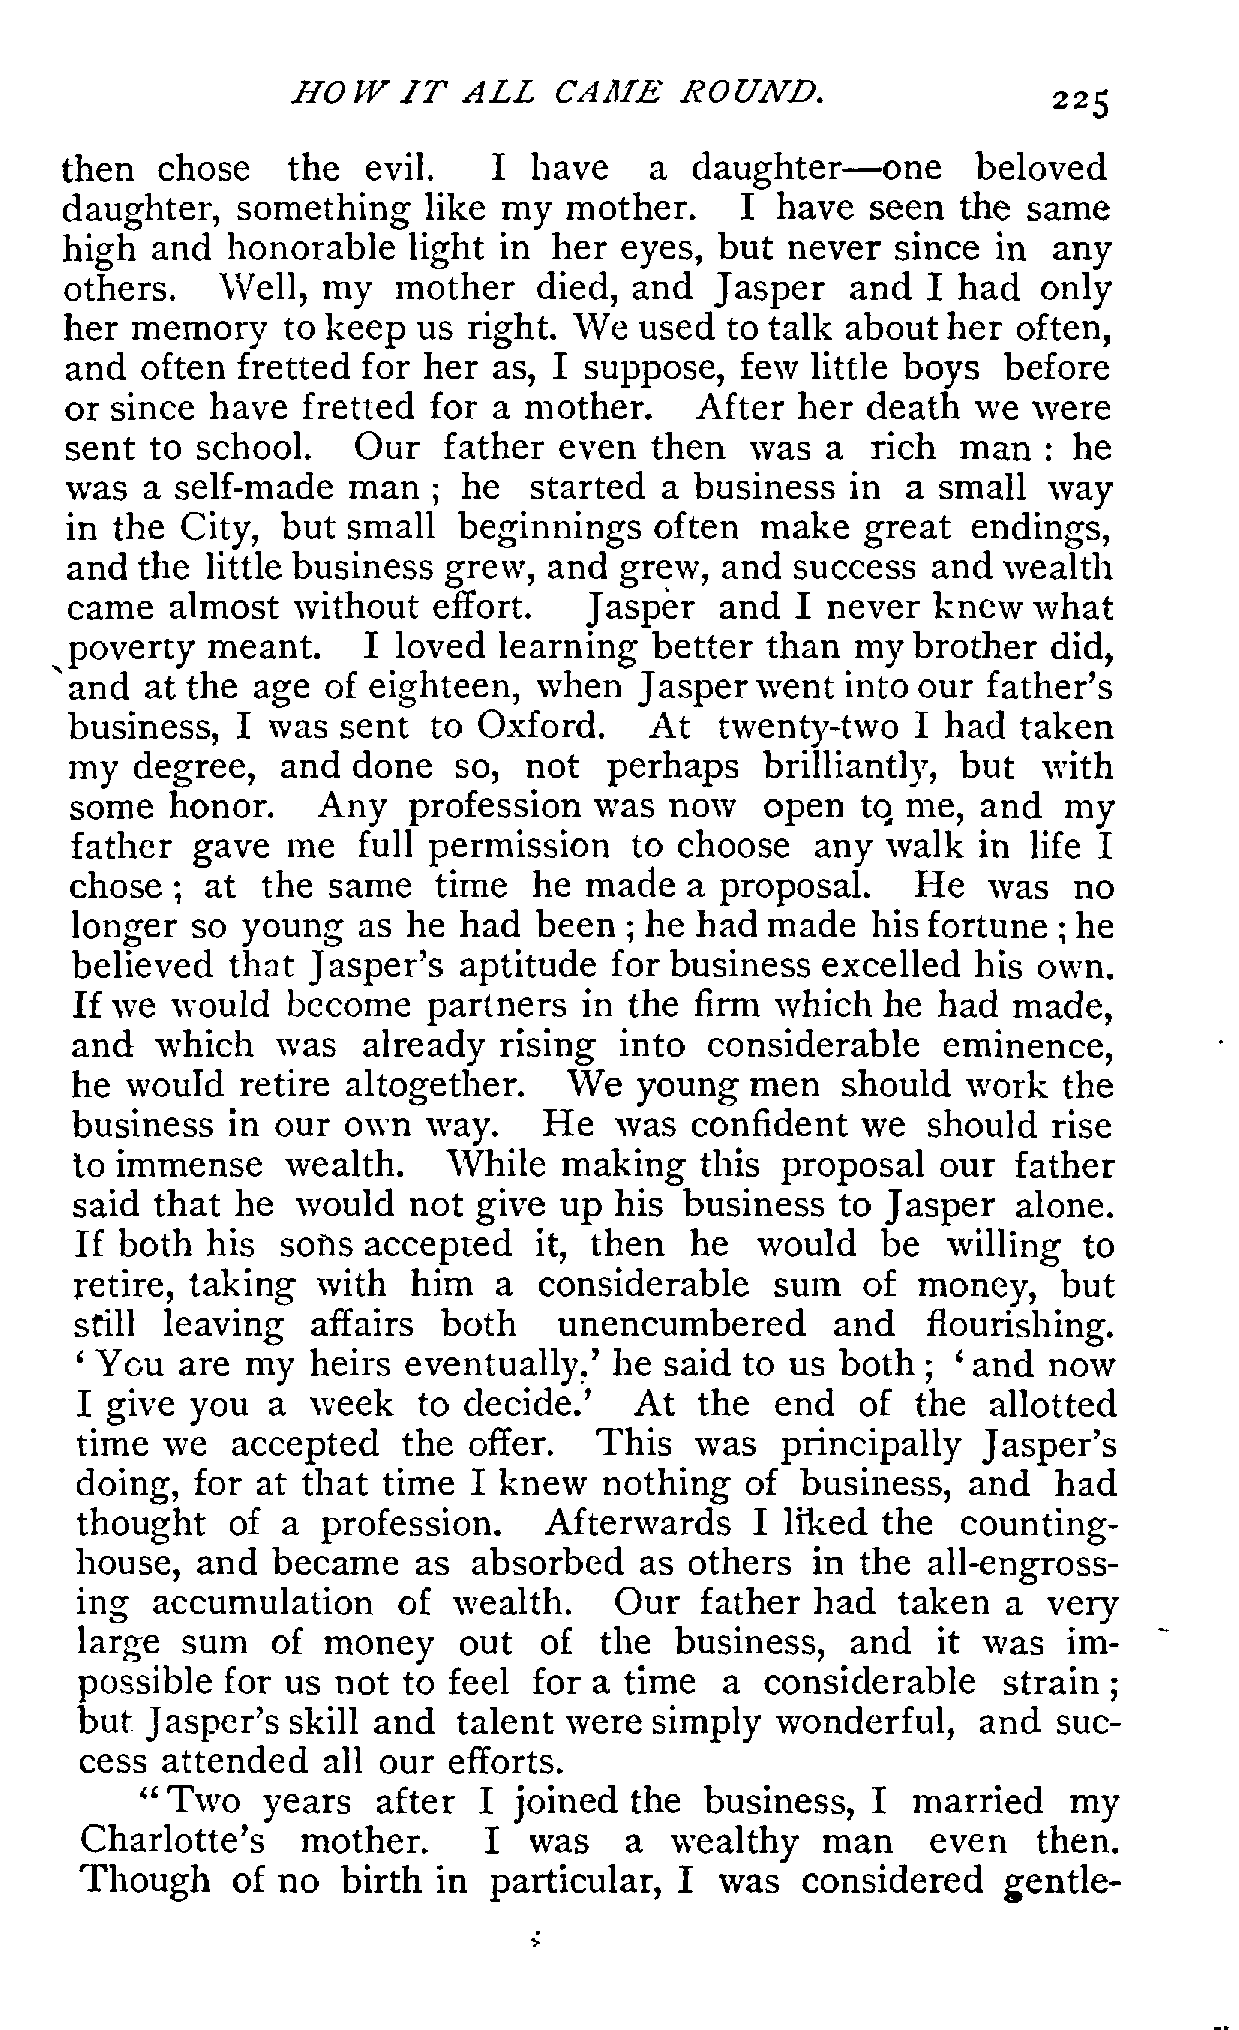 HOW IT ALL CAME ROUND. 225
then chose the evil. I have a daughter—one beloved
daughter, something like my mother. I have seen the same
high and honorable light in her eyes, but never since in any
others. Well, my mother died, and Jasper and I had only
her memory to keep us right. We used to talk about her often,
and often fretted for her as, I suppose, few little boys before
or since have fretted for a mother. After her death we were
sent to school. Our father even then was a rich man : he
was a self-made man ; he started a business in a small way
in the City, but small beginnings often make great endings,
and the little business grew, and grew, and success and wealth
came almost without effort. Jasper and I never knew what
poverty meant. I loved learning better than my brother did,
and at the age of eighteen, when Jasper went into our father's
business, I was sent to Oxford. At twenty-two I had taken
my degree, and done so, not perhaps brilliantly, but with
some honor. Any profession was now open to me, and my
father gave me full permission to choose any walk in life I
chose ; at the same time he made a proposal. He was no
longer so young as he had been ; he had made his fortune ; he
believed that Jasper's aptitude for business excelled his own.
If we would become partners in the firm which he had made,
and which was already rising into considerable eminence,
he would retire altogether. We young men should work the
business in our own way. He was confident we should rise
to immense wealth. While making this proposal our father
said that he would not give up his business to Jasper alone.
If both his sons accepted it, then he would be willing to
retire, taking with him a considerable sum of money, but
still leaving affairs both unencumbered and flourishing.
‘ You are my heirs eventually,’ he said to us both ; ‘ and now
I give you a week to decide.’ At the end of the allotted
time we accepted the offer. This was principally Jasper's
doing, for at that time I knew nothing of business, and had
thought of a profession. Afterwards I liked the counting-
house, and became as absorbed as others in the all-engross-
ing accumulation of wealth. Our father had taken a very
large sum of money out of the business, and it was im-
possible for us not to feel for a time a considerable strain ;
but Jasper's skill and talent were simply wonderful, and suc-
cess attended all our efforts.
“ Two years after I joined the business, I married my
Charlotte's mother. I was a wealthy man even then.
Though of no birth in particular, I was considered gentle-